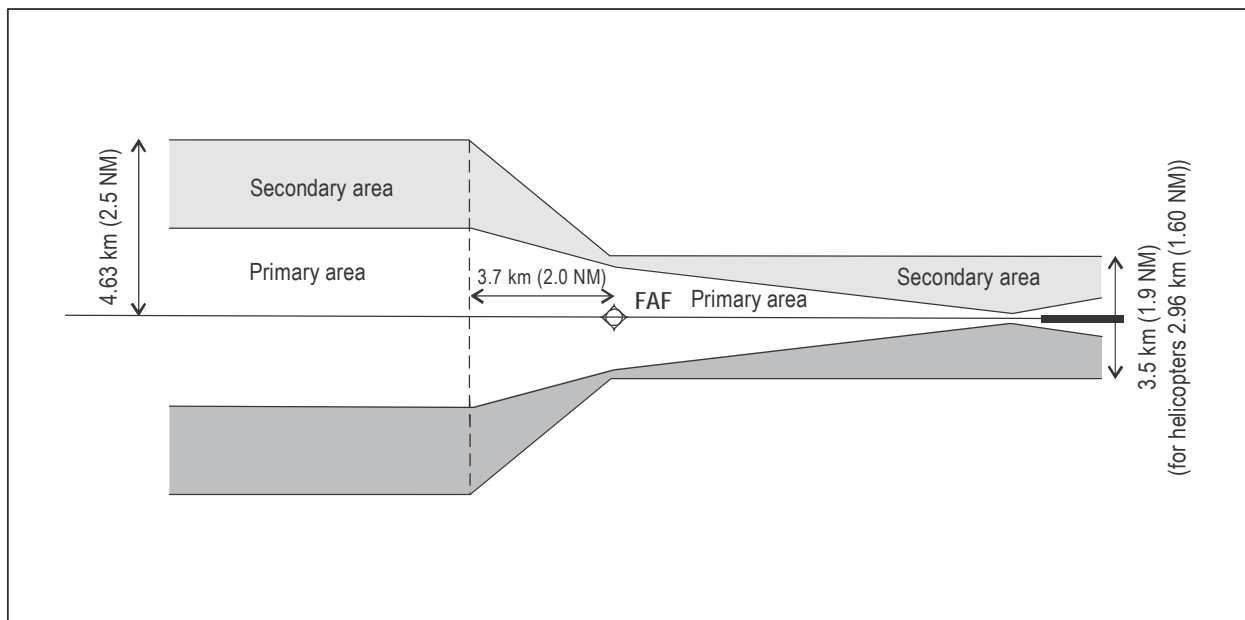 4.63 km (2.5 NM)
Secondary area
Primary area
3.7 km (2.0 NM)
FAF
Primary area
Secondary area
3.5 km (1.9 NM)
(for helicopters 2.96 km (1.60 NM))